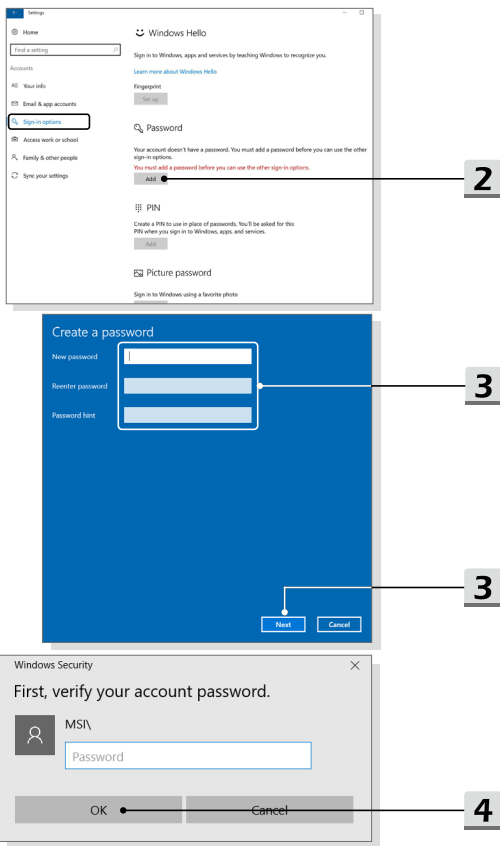 Settings
Home
Find a setting
Accounts
Your info
Email & app accounts
Sign-in options
Access work or school
Family & other people
Sync your settings
Windows Hello
Sign in to Windows, apps and services by teaching Windows to recognize you.
Learn more about Windows Hello
Fingerprint
Set up
Password
Your account doesn't have a password. You must add a password before you can use the other
sign-in options.
You must add a password before you can use the other sign-in options.
Add
2
PIN
Create a PIN to use in place of passwords. You'll be asked for this
PIN when you sign in to Windows, apps, and services.
Add
Picture password
Sign in to Windows using a favorite photo
Create a password
New password
Reenter password
3
Password hint
3
Next
Cancel
Windows Security
First, verify your account password.
MSI\
Password
OK
Cancel
4